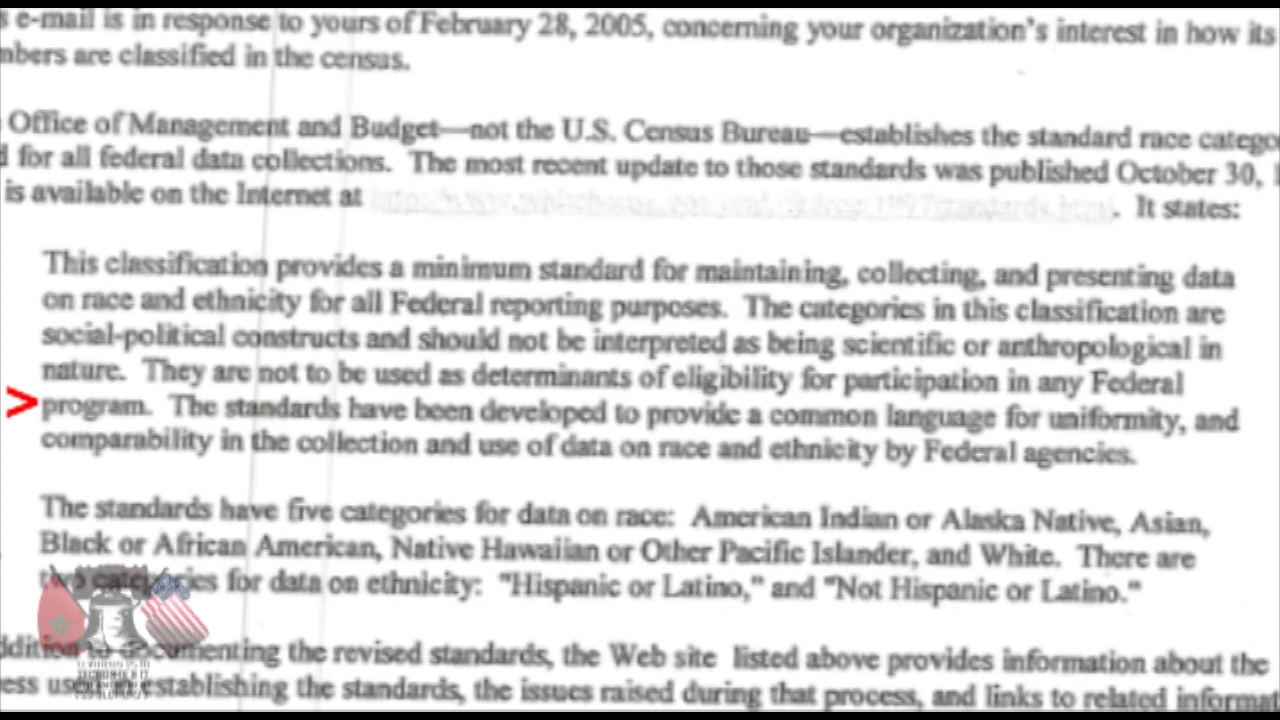 e-mail is in response to yours of February 28, 2005, concerning your organization's interest in how its
mbers are classified in the census.
Office of Management and Budget—not the U.S. Census Bureau—establishes the standard race catego
d for all federal data collections. The most recent update to those standards was published October 30, 1
is available on the Internet at . It states:
This classification provides a minimum standard for maintaining, collecting, and presenting data
on race and ethnicity for all Federal reporting purposes. The categories in this classification are
social-political constructs and should not be interpreted as being scientific or anthropological in
nature. They are not to be used as determinants of eligibility for participation in any Federal
> program. The standards have been developed to provide a common language for uniformity, and
comparability in the collection and use of data on race and ethnicity by Federal agencies.
The standards have five categories for data on race: American Indian or Alaska Native, Asian,
Black or African American, Native Hawaiian or Other Pacific Islander, and White. There are
two categories for data on ethnicity: "Hispanic or Latino," and "Not Hispanic or Latino."
ddition to documenting the revised standards, the Web site listed above provides information about the
ess used establishing the standards, the issues raised during that process, and links to related informat